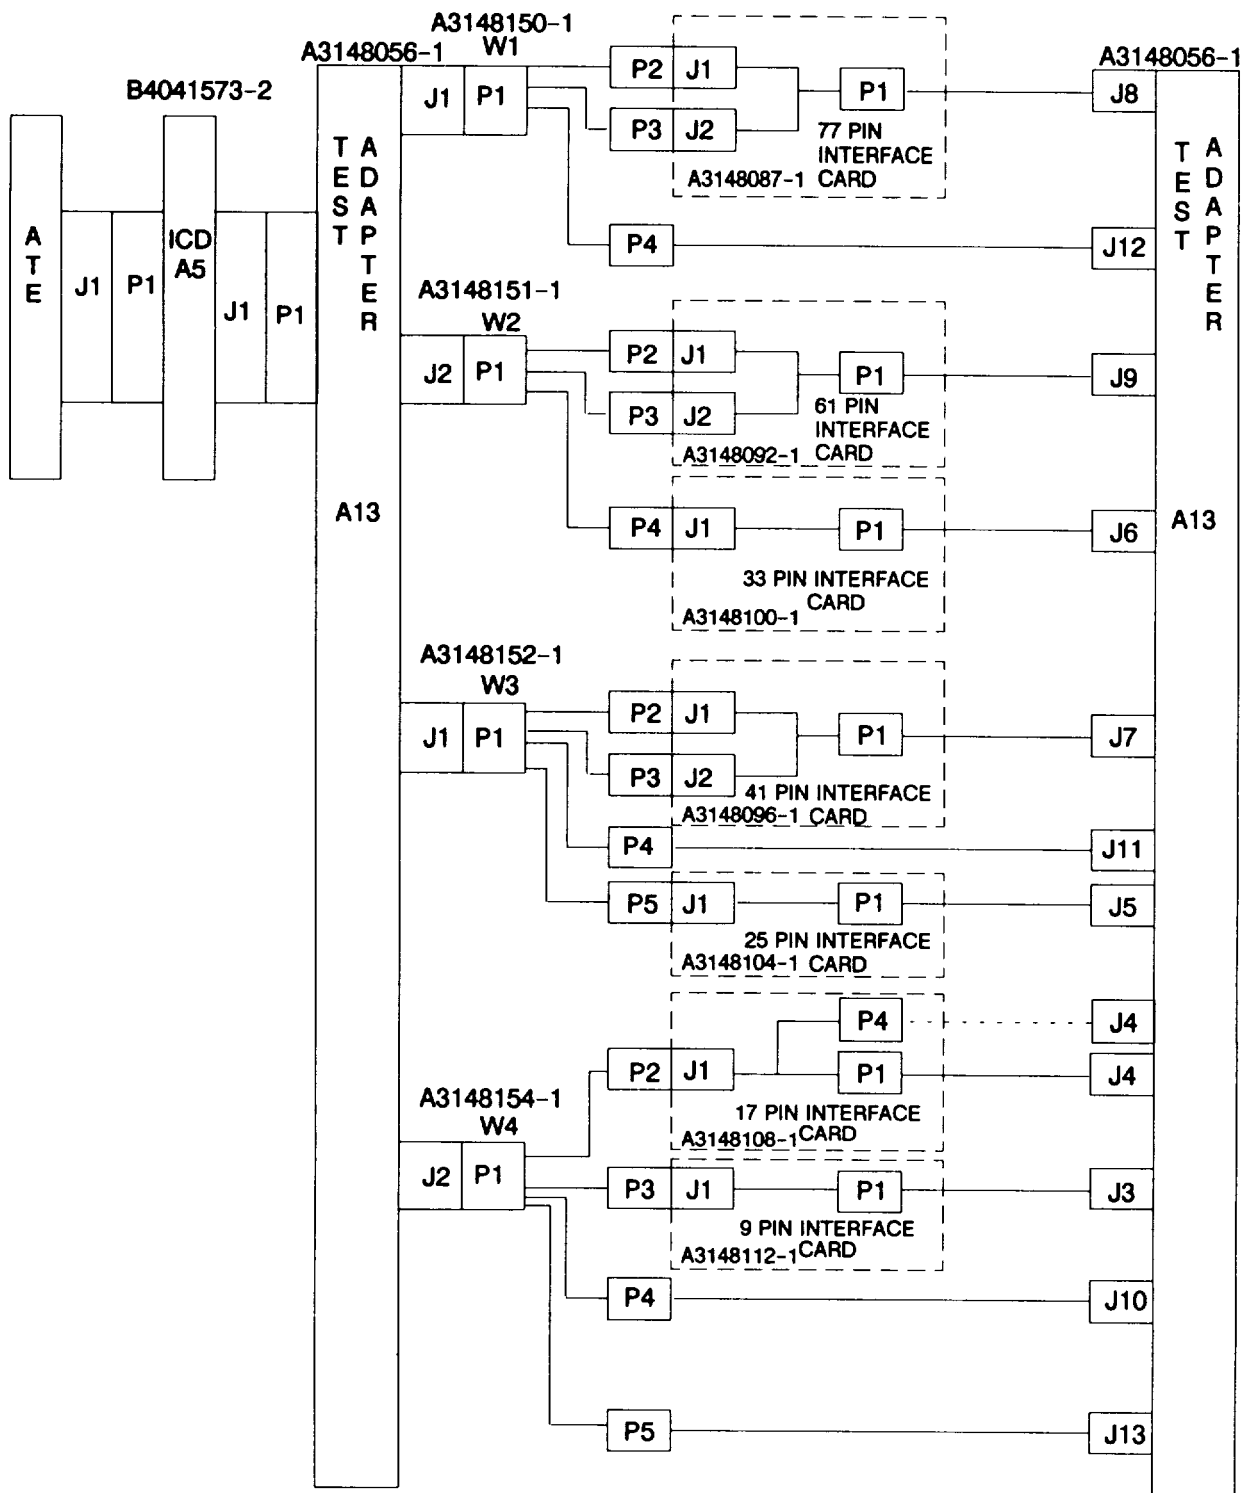 A3148150-1
W1
A3148056-1
A3148056-1
B4041573-2
ATE
J1
P1
ICD
A5
J1
P1
TEST
ADAPTER
A13
J1
P1
P2
J1
P3
J2
P1
77 PIN
INTERFACE
CARD
A3148087-1
J8
P4
J12
A3148151-1
W2
J2
P1
P2
J1
P3
J2
P1
61 PIN
INTERFACE
CARD
A3148092-1
J9
P4
J1
P1
33 PIN INTERFACE
CARD
A3148100-1
J6
A3148152-1
W3
J1
P1
P2
J1
P3
J2
P1
41 PIN INTERFACE
CARD
A3148096-1
J7
P4
J11
P5
J1
P1
25 PIN INTERFACE
CARD
A3148104-1
J5
A3148154-1
W4
J2
P1
P2
J1
P4
J4
P1
J4
17 PIN INTERFACE
CARD
A3148108-1
P3
J1
P1
9 PIN INTERFACE
CARD
A3148112-1
J3
P4
J10
P5
J13
TEST
ADAPTER
A13